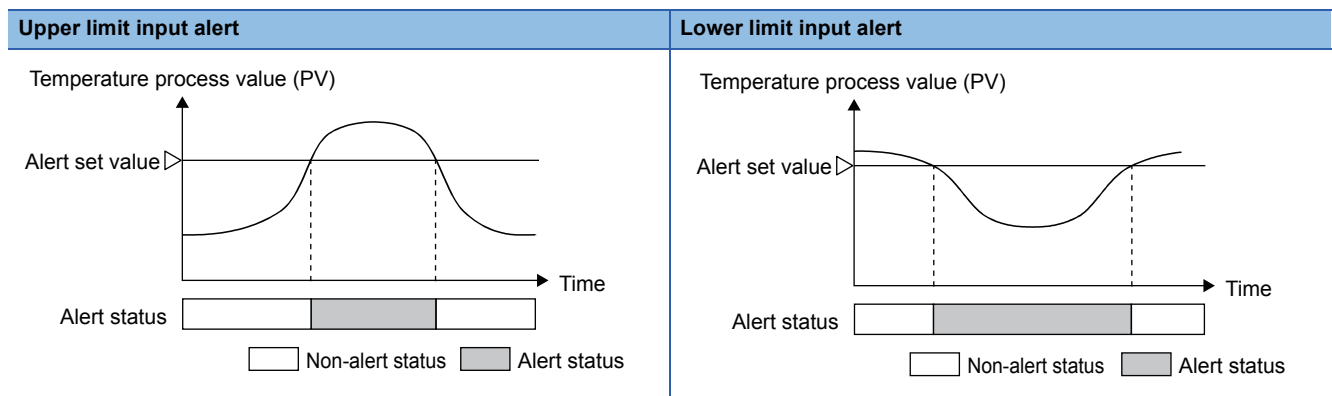 Upper limit input alert
Temperature process value (PV)
Alert set value
Time
Alert status
Non-alert status
Alert status
Lower limit input alert
Temperature process value (PV)
Alert set value
Time
Alert status
Non-alert status
Alert status